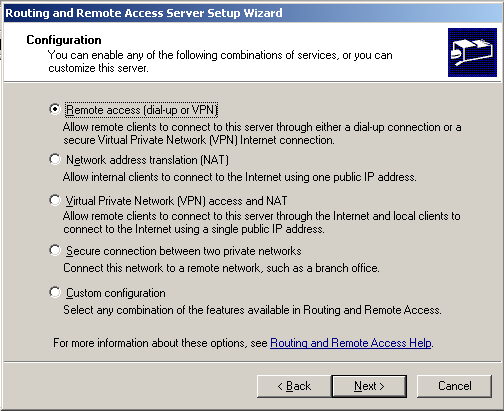 Routing and Remote Access Server Setup Wizard
Configuration
You can enable any of the following combinations of services, or you can
customize this server.
Remote access (dial-up or VPN)
Allow remote clients to connect to this server through either a dial-up connection or a
secure Virtual Private Network (VPN) Internet connection.
Network address translation (NAT)
Allow internal clients to connect to the Internet using one public IP address.
Virtual Private Network (VPN) access and NAT
Allow remote clients to connect to this server through the Internet and local clients to
connect to the Internet using a single public IP address.
Secure connection between two private networks
Connect this network to a remote network, such as a branch office.
Custom configuration
Select any combination of the features available in Routing and Remote Access.
For more information about these options, see Routing and Remote Access Help.
< Back Next > Cancel